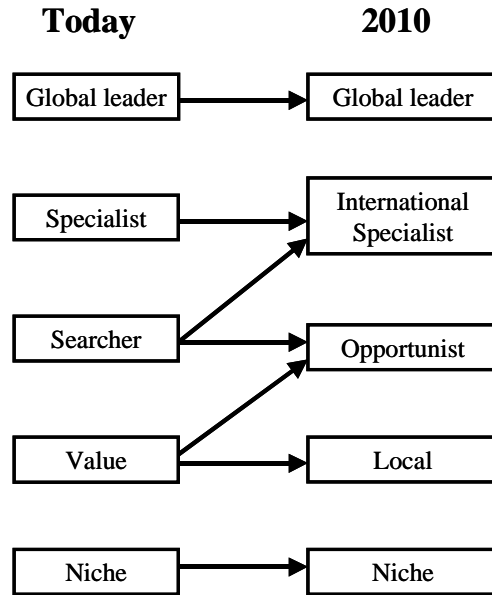 Today
2010
Global leader
Global leader
Specialist
International
Specialist
Searcher
Opportunist
Value
Local
Niche
Niche